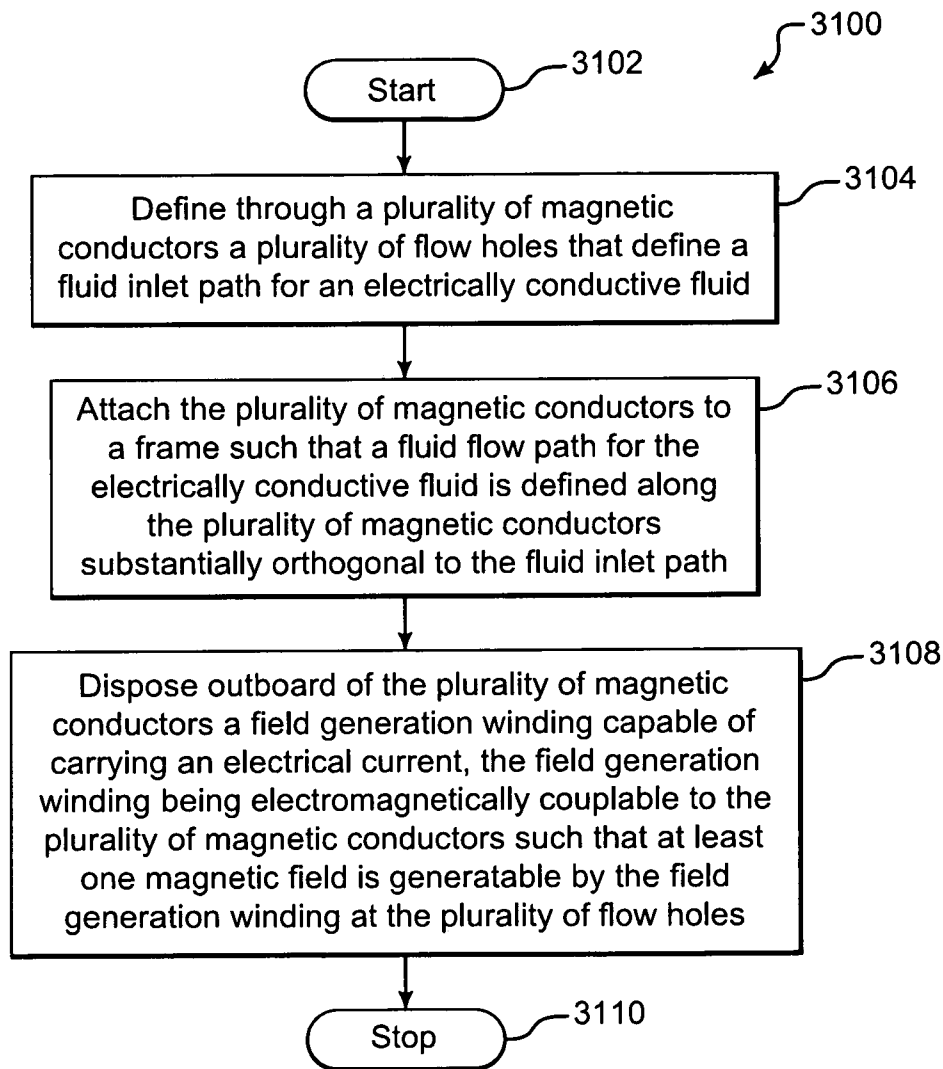 3100
Start
3102
3104
Define through a plurality of magnetic
conductors a plurality of flow holes that define a
fluid inlet path for an electrically conductive fluid
3106
Attach the plurality of magnetic conductors to
a frame such that a fluid flow path for the
electrically conductive fluid is defined along
the plurality of magnetic conductors
substantially orthogonal to the fluid inlet path
3108
Dispose outboard of the plurality of magnetic
conductors a field generation winding capable of
carrying an electrical current, the field generation
winding being electromagnetically couplable to the
plurality of magnetic conductors such that at least
one magnetic field is generatable by the field
generation winding at the plurality of flow holes
Stop
3110